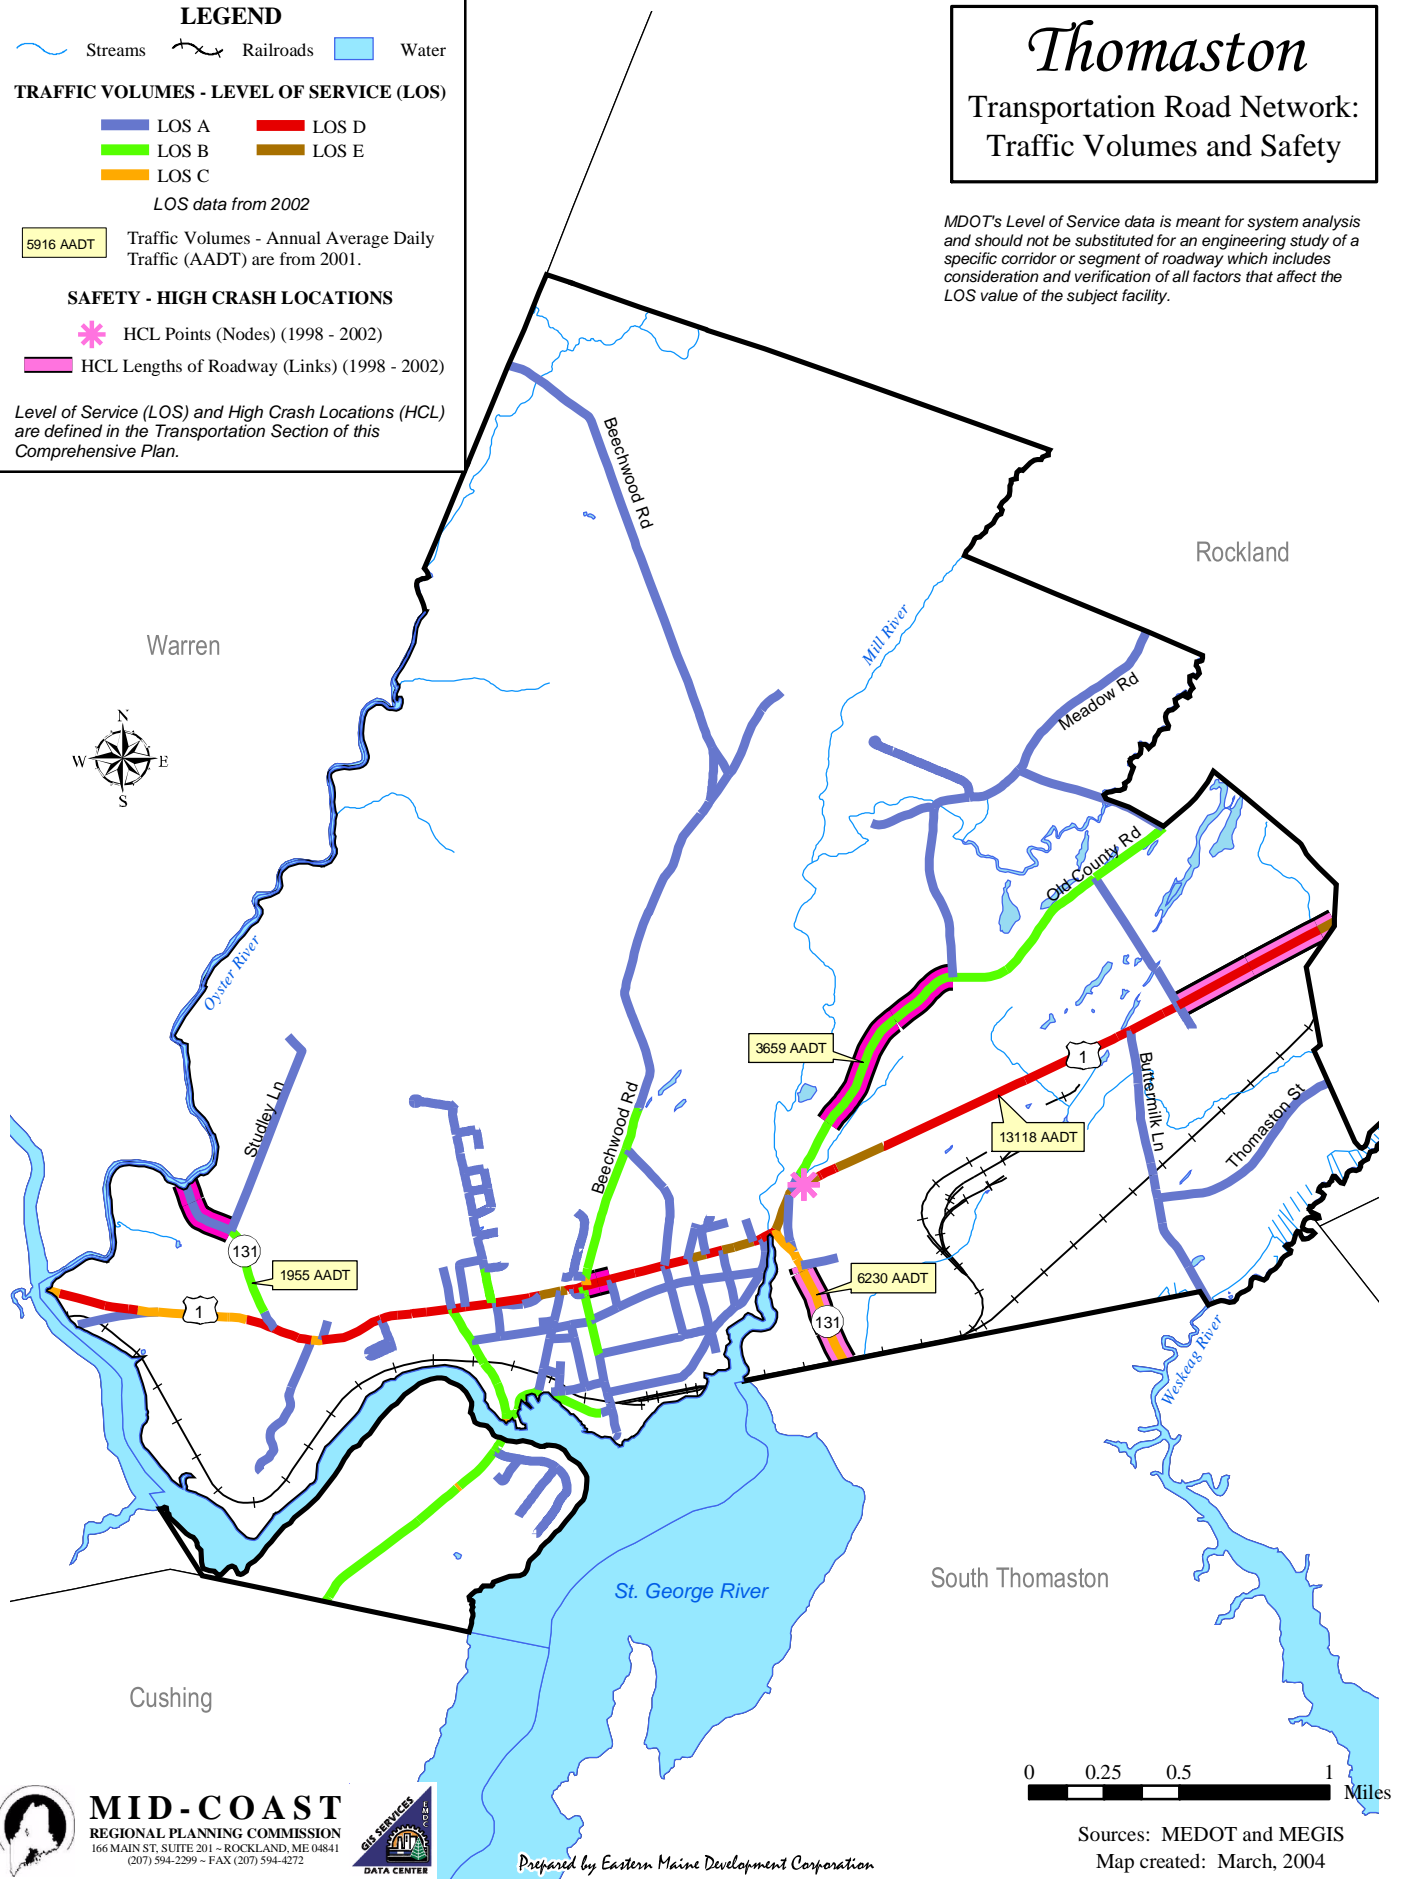 LEGEND
Streams Railroads Water
TRAFFIC VOLUMES - LEVEL OF SERVICE (LOS)
LOS A LOS D
LOS B LOS E
LOS C
LOS data from 2002
5916 AADT
Traffic Volumes - Annual Average Daily
Traffic (AADT) are from 2001.
SAFETY - HIGH CRASH LOCATIONS
HCL Points (Nodes) (1998 - 2002)
HCL Lengths of Roadway (Links) (1998 - 2002)
Level of Service (LOS) and High Crash Locations (HCL)
are defined in the Transportation Section of this
Comprehensive Plan.
Thomaston
Transportation Road Network:
Traffic Volumes and Safety
MDOT's Level of Service data is meant for system analysis
and should not be substituted for an engineering study of a
specific corridor or segment of roadway which includes
consideration and verification of all factors that affect the
LOS value of the subject facility.
Beechwood Rd
Rockland
Warren
Mill River
Meadow Rd
N
W E
S
Old County Rd
Oyster River
3659 AADT
1
Buttermilk Ln
Studley Ln
Beechwood Rd
13118 AADT
Thomaston St
131
1955 AADT
6230 AADT
1
131
Weskeag River
St. George River
South Thomaston
Cushing
0 0.25 0.5 1
Miles
MID-COAST
REGIONAL PLANNING COMMISSION
166 MAIN ST, SUITE 201 ~ ROCKLAND, ME 04841
(207) 594-2299 ~ FAX (207) 594-4272
GIS SERVICES
EMDC
DATA CENTER
Prepared by Eastern Maine Development Corporation
Sources: MEDOT and MEGIS
Map created: March, 2004